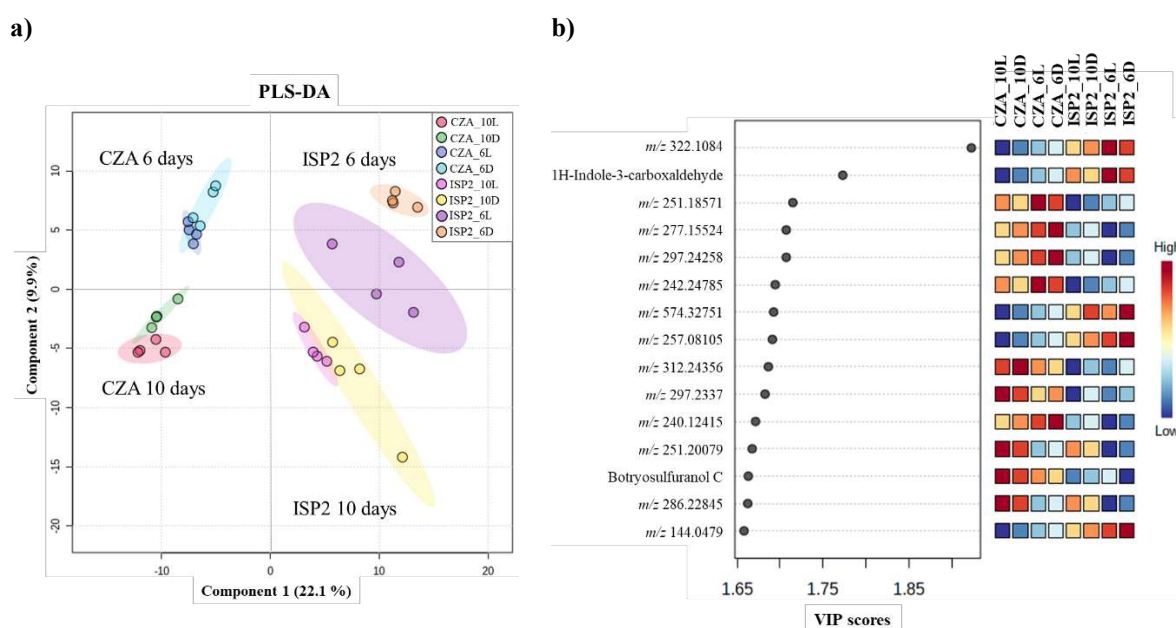 a)
PLS-DA
CZA 6 days
ISP2 6 days
CZA_10L
CZA_10D
CZA_6L
CZA_6D
ISP2_10L
ISP2_10D
ISP2_6L
ISP2_6D
CZA 10 days
ISP2 10 days
10
5
0
-5
-10
-15
-20
Component 2 (9.9%)
-10
0
10
20
Component 1 (22.1 %)
b)
CZA_10L
CZA_10D
CZA_6L
CZA_6D
ISP2_10L
ISP2_10D
ISP2_6L
ISP2_6D
m/z 322.1084
1H-Indole-3-carboxaldehyde
m/z 251.18571
m/z 277.15524
m/z 297.24258
m/z 242.24785
m/z 574.32751
m/z 257.08105
m/z 312.24356
m/z 297.2337
m/z 240.12415
m/z 251.20079
Botryosulfuranol C
m/z 286.22845
m/z 144.0479
High
Low
1.65
1.75
1.85
VIP scores